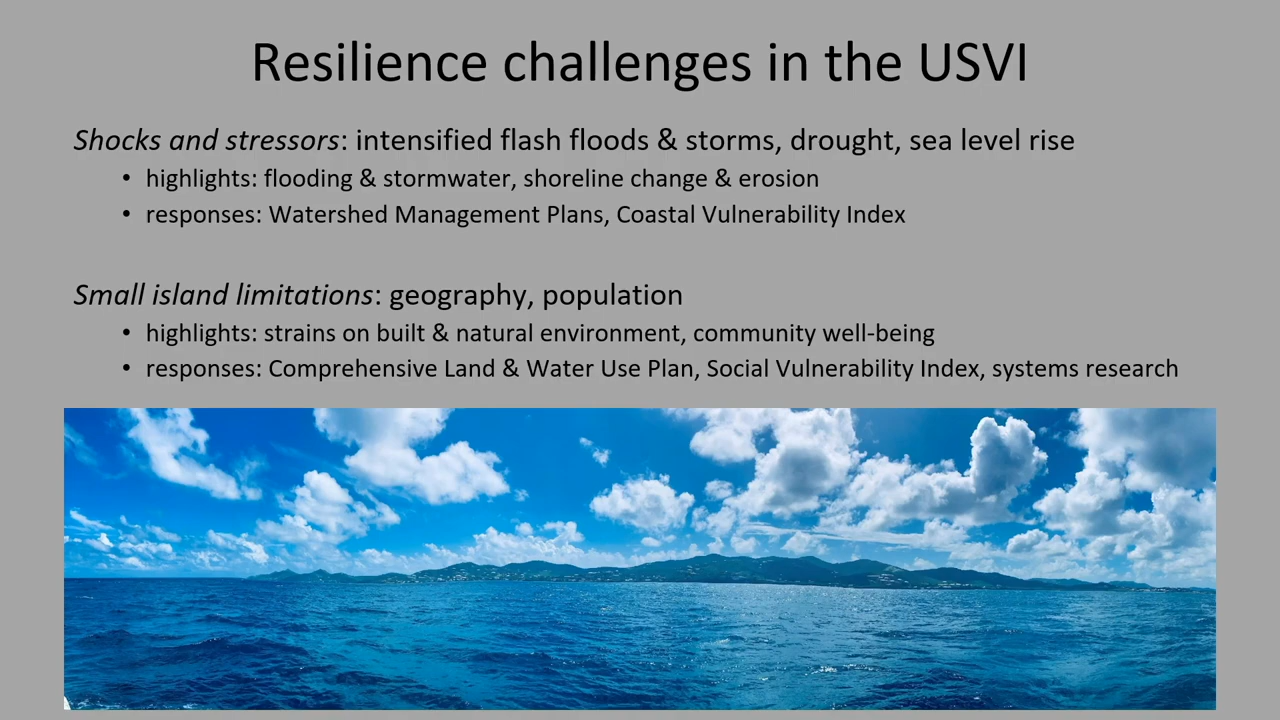 Resilience challenges in the USVI
Shocks and stressors: intensified flash floods & storms, drought, sea level rise
• highlights: flooding & stormwater, shoreline change & erosion
• responses: Watershed Management Plans, Coastal Vulnerability Index
Small island limitations: geography, population
• highlights: strains on built & natural environment, community well-being
• responses: Comprehensive Land & Water Use Plan, Social Vulnerability Index, systems research